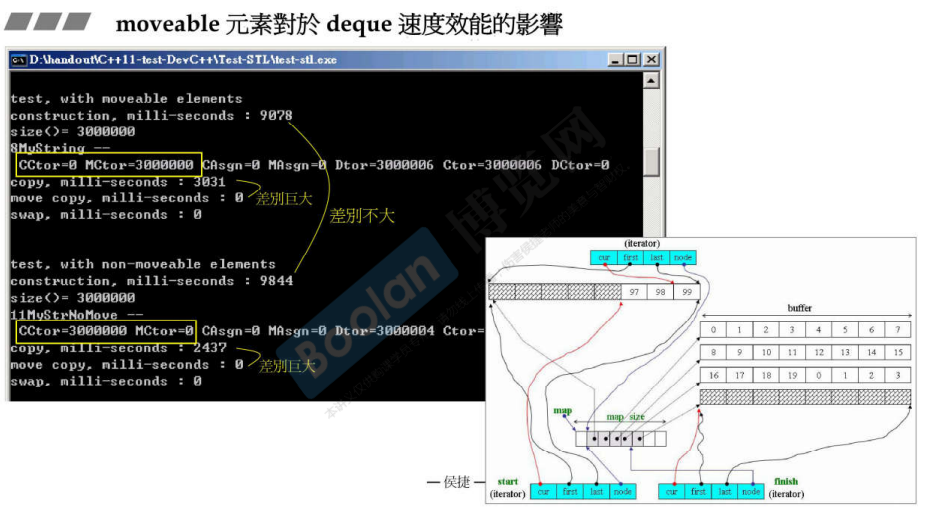 moveable 元素對於 deque 速度效能的影響
D:\handout\C++11-test-DevC++\Test-STL\test-stl.exe
test, with moveable elements
construction, milli-seconds : 9078
size()= 3000000
8MyString --
CCtor=0 MCtor=3000000 CAsgn=0 MAsgn=0 Dtor=3000006 Ctor=3000006 DCtor=0
copy, milli-seconds : 3031
move copy, milli-seconds : 0
差別巨大
swap, milli-seconds : 0
差別不大
test, with non-moveable elements
construction, milli-seconds : 9844
size()= 3000000
11MyStrNoMove --
CCtor=3000000 MCtor=0 CAsgn=0 MAsgn=0 Dtor=3000004 Ctor=
copy, milli-seconds : 2437
move copy, milli-seconds : 0
差別巨大
swap, milli-seconds : 0
Boolan 博览网
(iterator)
cur first last node
97 98 99
buffer
0 1 2 3 4 5 6 7
8 9 10 11 12 13 14 15
16 17 18 19 0 1 2 3
map
map size
start
(iterator)
cur first last node
cur first last node
finish
(iterator)
— 侯捷 —